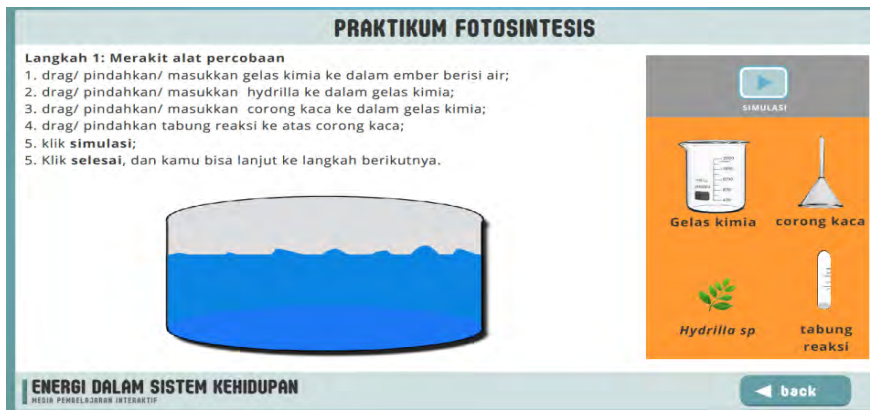 PRAKTIKUM FOTOSINTESIS
Langkah 1: Merakit alat percobaan
1. drag/ pindahkan/ masukkan gelas kimia ke dalam ember berisi air;
2. drag/ pindahkan/ masukkan hydrilla ke dalam gelas kimia;
3. drag/ pindahkan/ masukkan corong kaca ke dalam gelas kimia;
4. drag/ pindahkan tabung reaksi ke atas corong kaca;
5. klik simulasi;
5. Klik selesai, dan kamu bisa lanjut ke langkah berikutnya.
SIMULASI
Gelas kimia
corong kaca
Hydrilla sp
tabung
reaksi
ENERGI DALAM SISTEM KEHIDUPAN
MEDIA PEMBELAJARAN INTERAKTIF
back